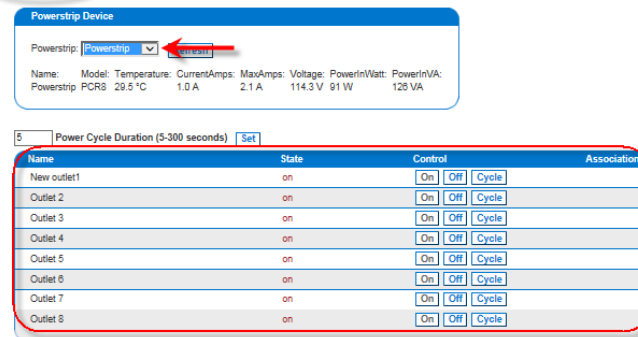 Powerstrip Device
Powerstrip: Powerstrip Refresh
Name: Model: Temperature: CurrentAmps: MaxAmps: Voltage: PowerInWatt: PowerInVA:
Powerstrip PCR8 29.5 °C 1.0 A 2.1 A 114.3 V 91 W 126 VA
5 Power Cycle Duration (5-300 seconds) Set
Name State Control Association
New outlet1 on On Off Cycle
Outlet 2 on On Off Cycle
Outlet 3 on On Off Cycle
Outlet 4 on On Off Cycle
Outlet 5 on On Off Cycle
Outlet 6 on On Off Cycle
Outlet 7 on On Off Cycle
Outlet 8 on On Off Cycle